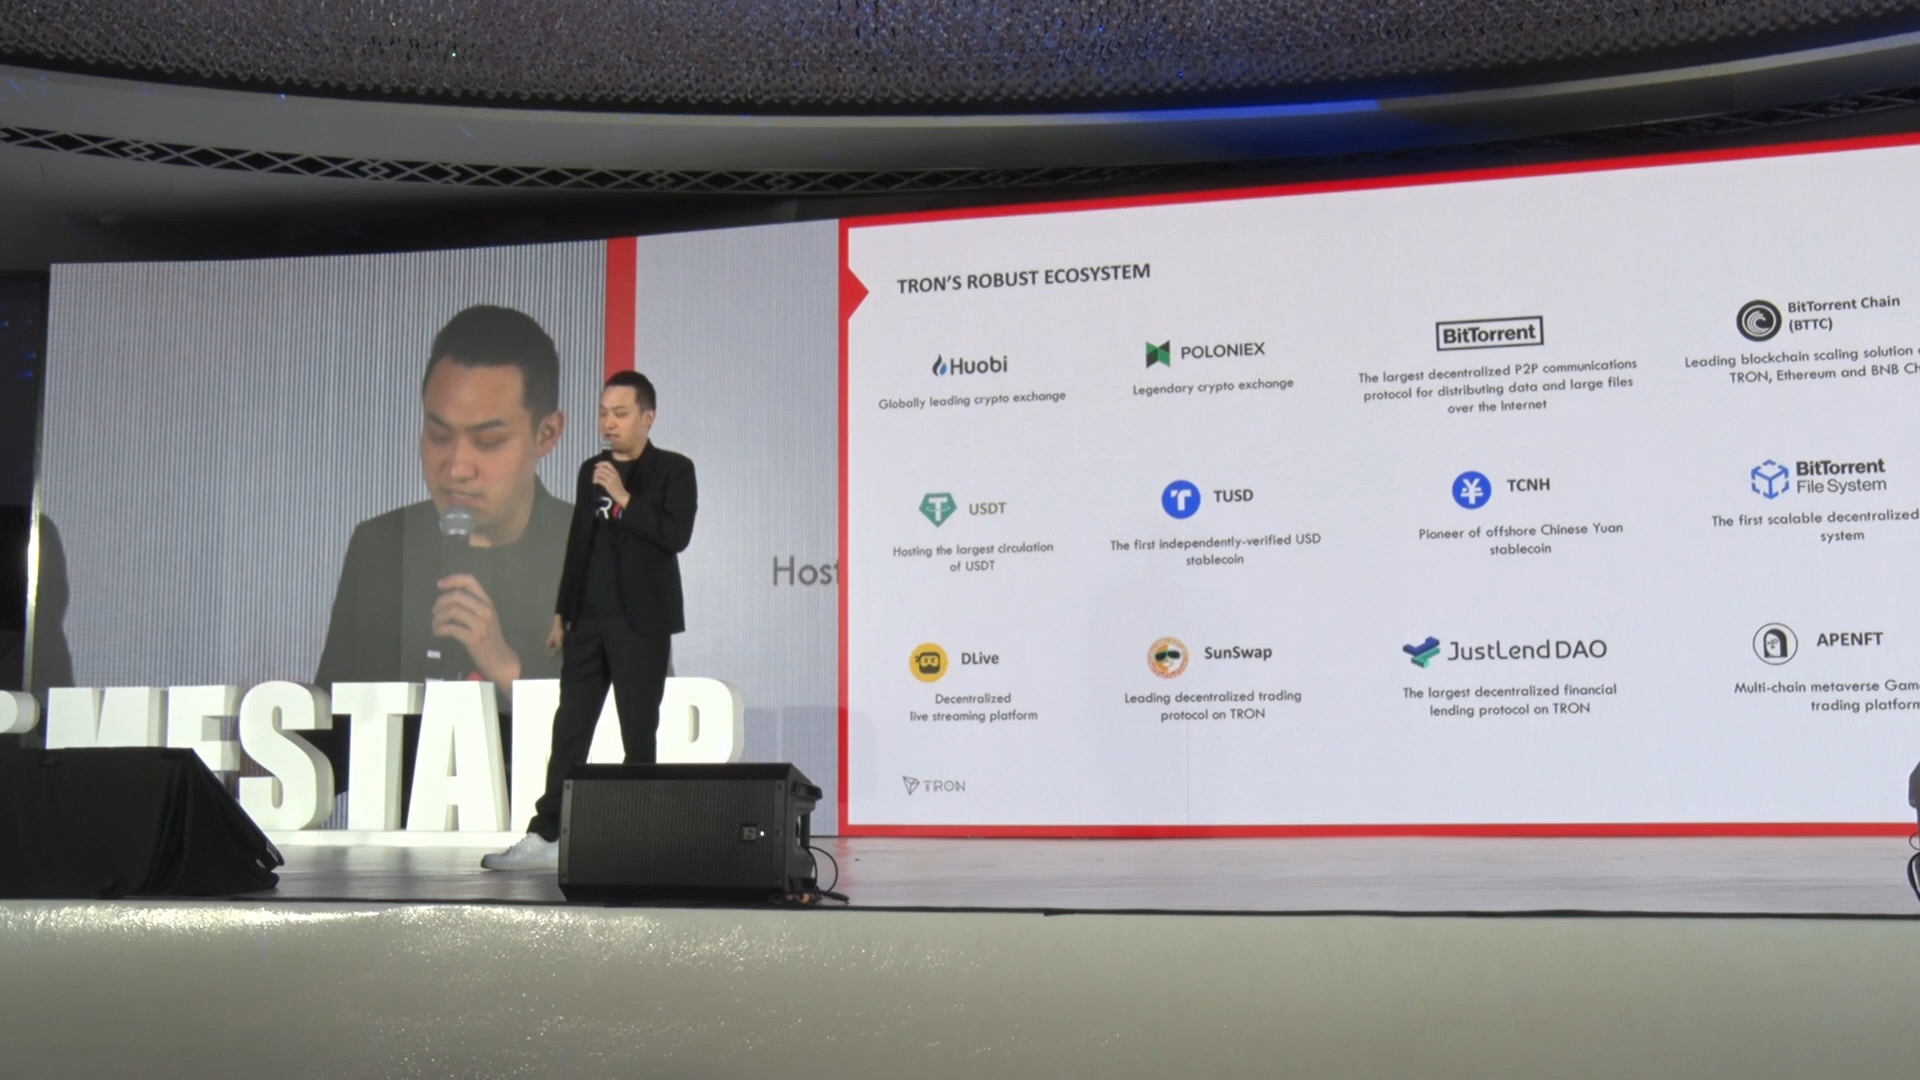 TRON'S ROBUST ECOSYSTEM
Huobi
Globally leading crypto exchange
POLONIEX
Legendary crypto exchange
BitTorrent
The largest decentralized P2P communications
protocol for distributing data and large files
over the Internet
BitTorrent Chain
(BTTC)
Leading blockchain scaling solution
TRON, Ethereum and BNB Ch
USDT
Hosting the largest circulation
of USDT
TUSD
The first independently-verified USD
stablecoin
TCNH
Pioneer of offshore Chinese Yuan
stablecoin
BitTorrent
File System
The first scalable decentralized
system
DLive
Decentralized
live streaming platform
SunSwap
Leading decentralized trading
protocol on TRON
JustLend DAO
The largest decentralized financial
lending protocol on TRON
APENFT
Multi-chain metaverse Gam
trading platform
TRON
Host